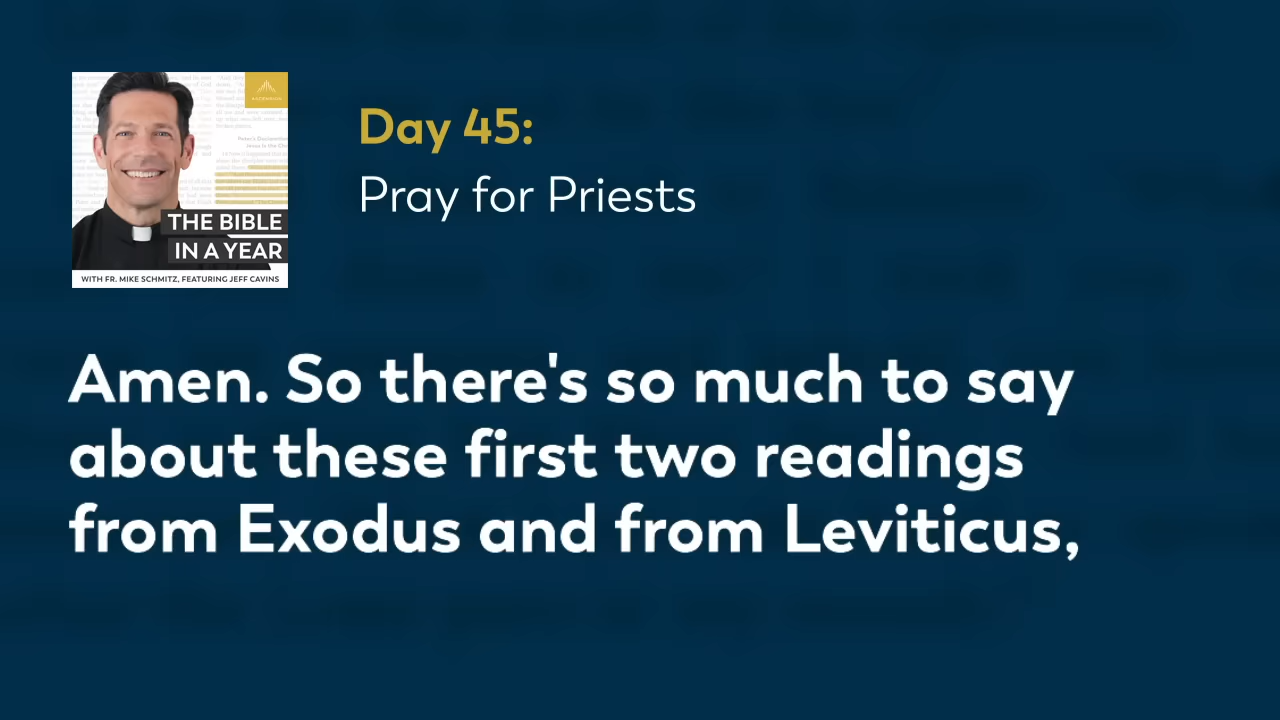 Day 45:
Pray for Priests
THE BIBLE
IN A YEAR
WITH FR. MIKE SCHMITZ, FEATURING JEFF CAVINS
Amen. So there's so much to say
about these first two readings
from Exodus and from Leviticus,